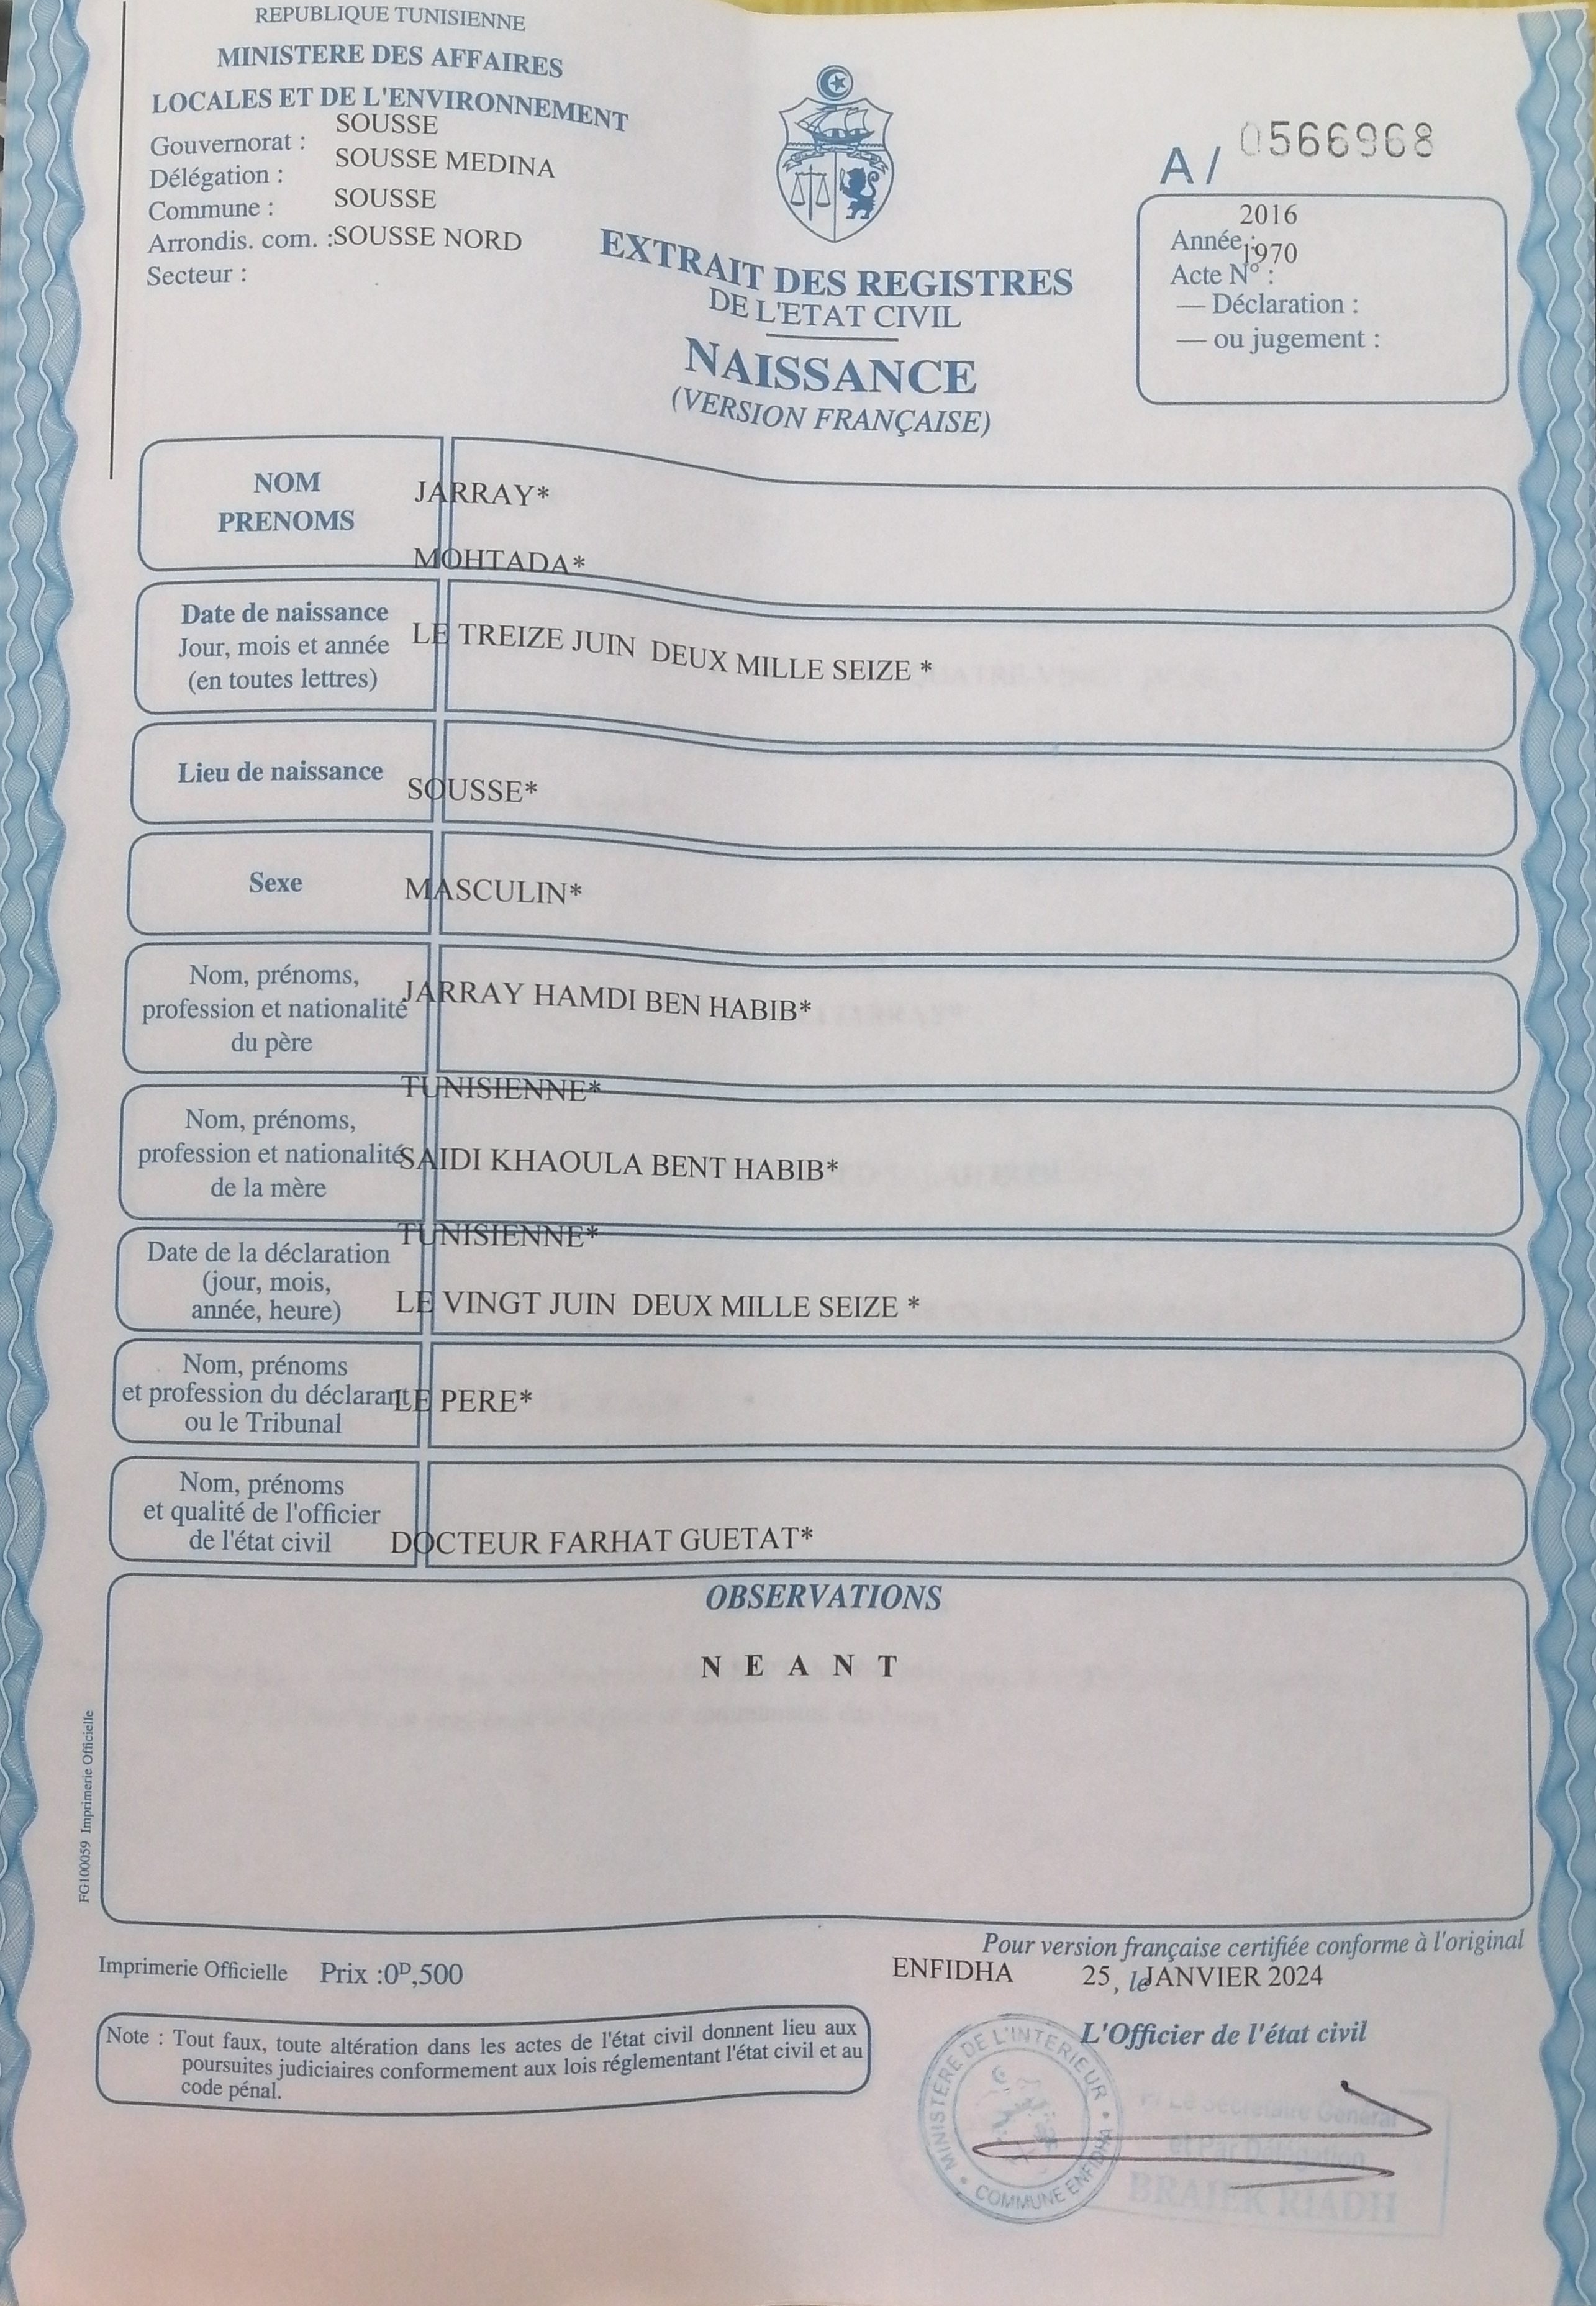 REPUBLIQUE TUNISIENNE
MINISTERE DES AFFAIRES
LOCALES ET DE L'ENVIRONNEMENT
Gouvernorat : SOUSSE
Délégation : SOUSSE MEDINA
Commune : SOUSSE
Arrondis. com. :SOUSSE NORD
Secteur :
EXTRAIT DES REGISTRES
DE L'ETAT CIVIL
NAISSANCE
(VERSION FRANÇAISE)
A/ 0566968
2016
Année :
1970
Acte N° :
— Déclaration :
— ou jugement :
NOM
PRENOMS
JARRAY*
MOHTADA*
Date de naissance
Jour, mois et année
(en toutes lettres)
LE TREIZE JUIN DEUX MILLE SEIZE *
Lieu de naissance
SOUSSE*
Sexe
MASCULIN*
Nom, prénoms,
profession et nationalité
du père
JARRAY HAMDI BEN HABIB*
TUNISIENNE*
Nom, prénoms,
profession et nationalité
de la mère
SAIDI KHAOULA BENT HABIB*
TUNISIENNE*
Date de la déclaration
(jour, mois,
année, heure)
LE VINGT JUIN DEUX MILLE SEIZE *
Nom, prénoms
et profession du déclarant
ou le Tribunal
LE PERE*
Nom, prénoms
et qualité de l'officier
de l'état civil
DOCTEUR FARHAT GUETAT*
OBSERVATIONS
N E A N T
FG100059 Imprimerie Officielle
Pour version française certifiée conforme à l'original
Imprimerie Officielle Prix :0D,500
ENFIDHA 25 , le JANVIER 2024
L'Officier de l'état civil
Note : Tout faux, toute altération dans les actes de l'état civil donnent lieu aux
poursuites judiciaires conformement aux lois réglementant l'état civil et au
code pénal.
MINISTERE DE L'INTERIEUR
COMMUNE ENFIDHA
P/ Le Secrétaire Général
et Par Délégation
BRAIEK RIADH